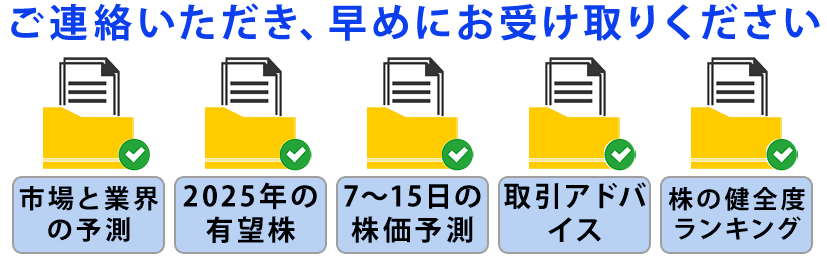 ご連絡いただき、早めにお受け取りください
市場と業界
の予測
2025年の
有望株
7～15日の
株価予測
取引アドバ
イス
株の健全度
ランキング